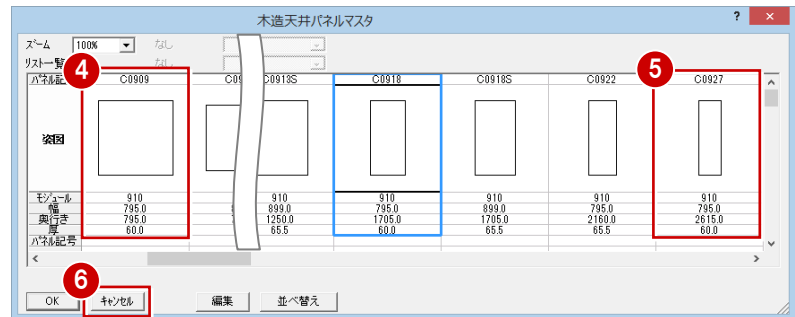 木造天井パネルマスタ ? ×
ズーム 100% なし
リスト一覧 なし
4 5
パネル記 C0909 C09 C0913S C0918 C0918S C0922 C0927
姿図
モジュール 910 910 910 910 910 910
幅 795.0 899.0 795.0 899.0 795.0 795.0
奥行き 795.0 1250.0 1705.0 1705.0 2160.0 2615.0
厚 60.0 65.5 60.0 65.5 65.5 60.0
パネル記号
6
OK キャンセル 編集 並べ替え